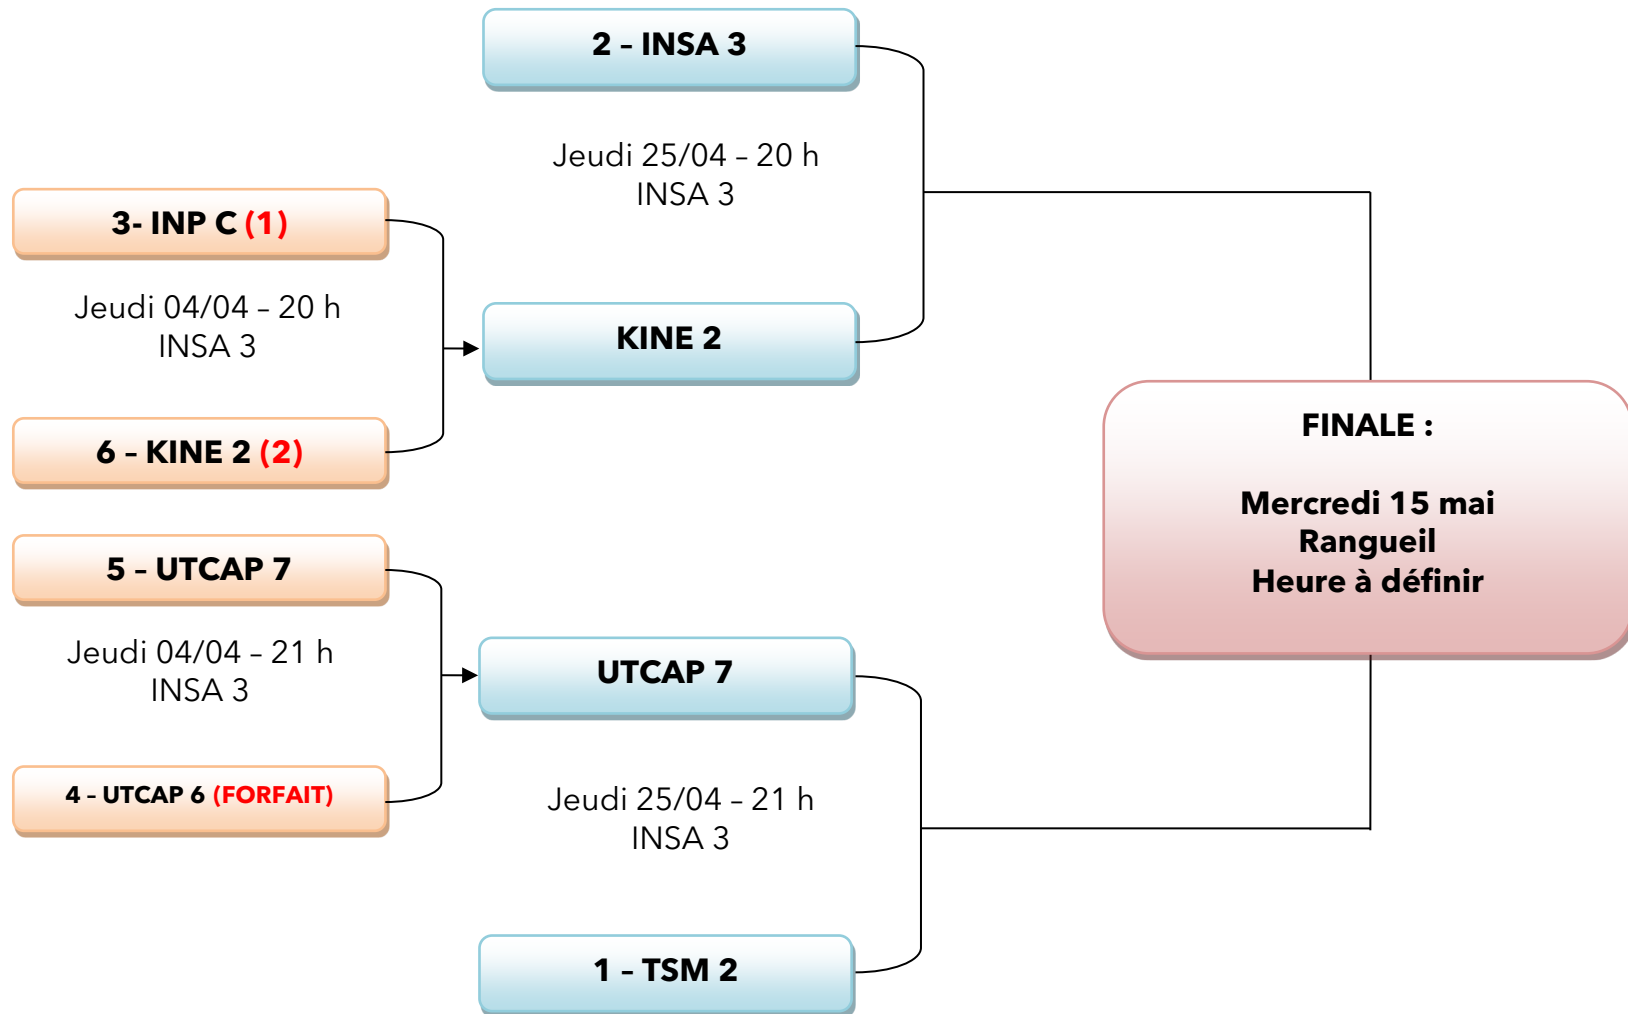 2 – INSA 3
Jeudi 25/04 – 20 h
INSA 3
3- INP C (1)
Jeudi 04/04 – 20 h
INSA 3
KINE 2
6 – KINE 2 (2)
FINALE :
Mercredi 15 mai
Rangueil
Heure à définir
5 – UTCAP 7
Jeudi 04/04 – 21 h
INSA 3
UTCAP 7
4 – UTCAP 6 (FORFAIT)
Jeudi 25/04 – 21 h
INSA 3
1 – TSM 2